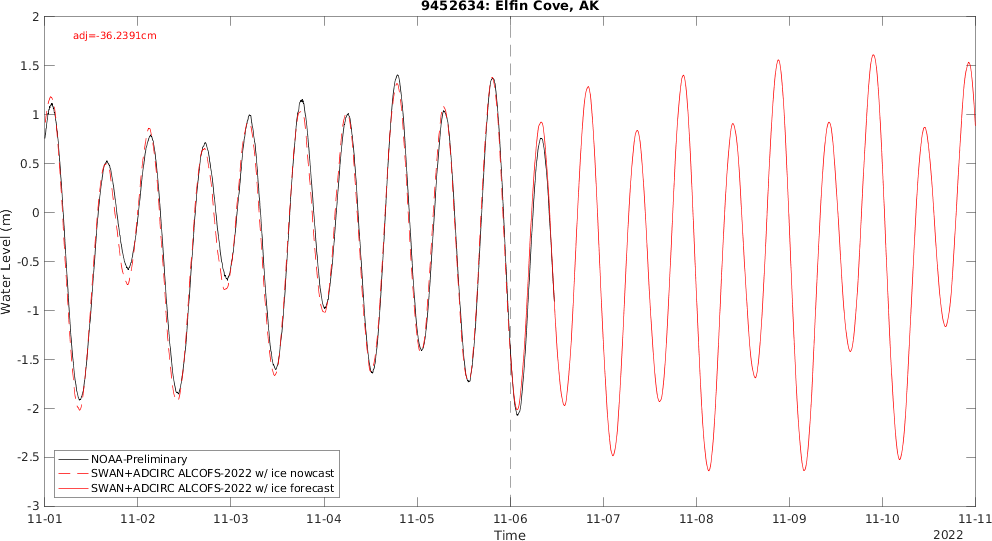 9452634: Elfin Cove, AK
adj=-36.2391cm
Water Level (m)
2
1.5
1
0.5
0
-0.5
-1
-1.5
-2
-2.5
-3
NOAA-Preliminary
SWAN+ADCIRC ALCOFS-2022 w/ ice nowcast
SWAN+ADCIRC ALCOFS-2022 w/ ice forecast
11-01 11-02 11-03 11-04 11-05 11-06 11-07 11-08 11-09 11-10 11-11
Time
2022